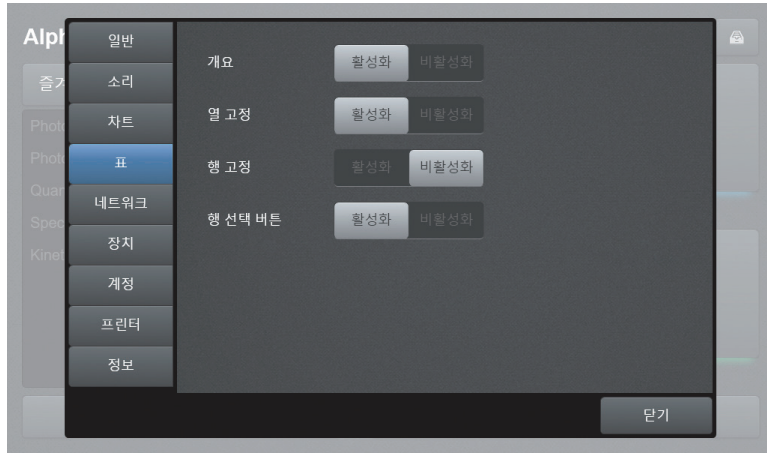 Alph
즐겨
Photo
Photo
Quan
Spec
Kinet
일반
소리
차트
표
네트워크
장치
계정
프린터
정보
개요 활성화 비활성화
열 고정 활성화 비활성화
행 고정 활성화 비활성화
행 선택 버튼 활성화 비활성화
닫기